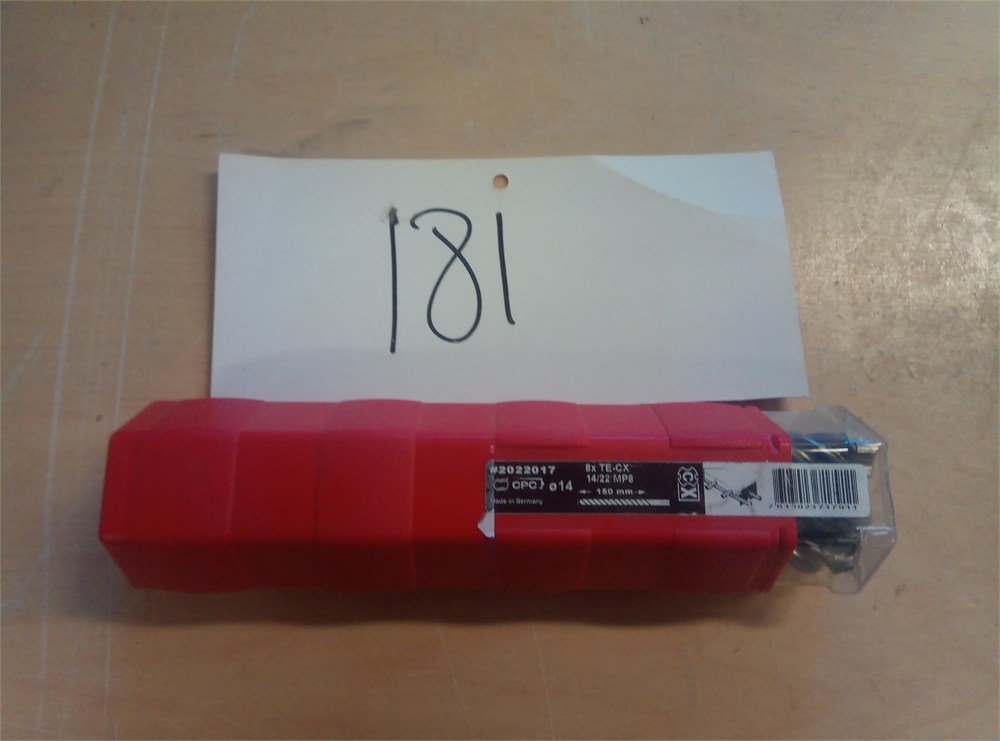 181
#2022017
CPC ø14
Made in Germany
8x TE-CX
14/22 MP8
150 mm
CX